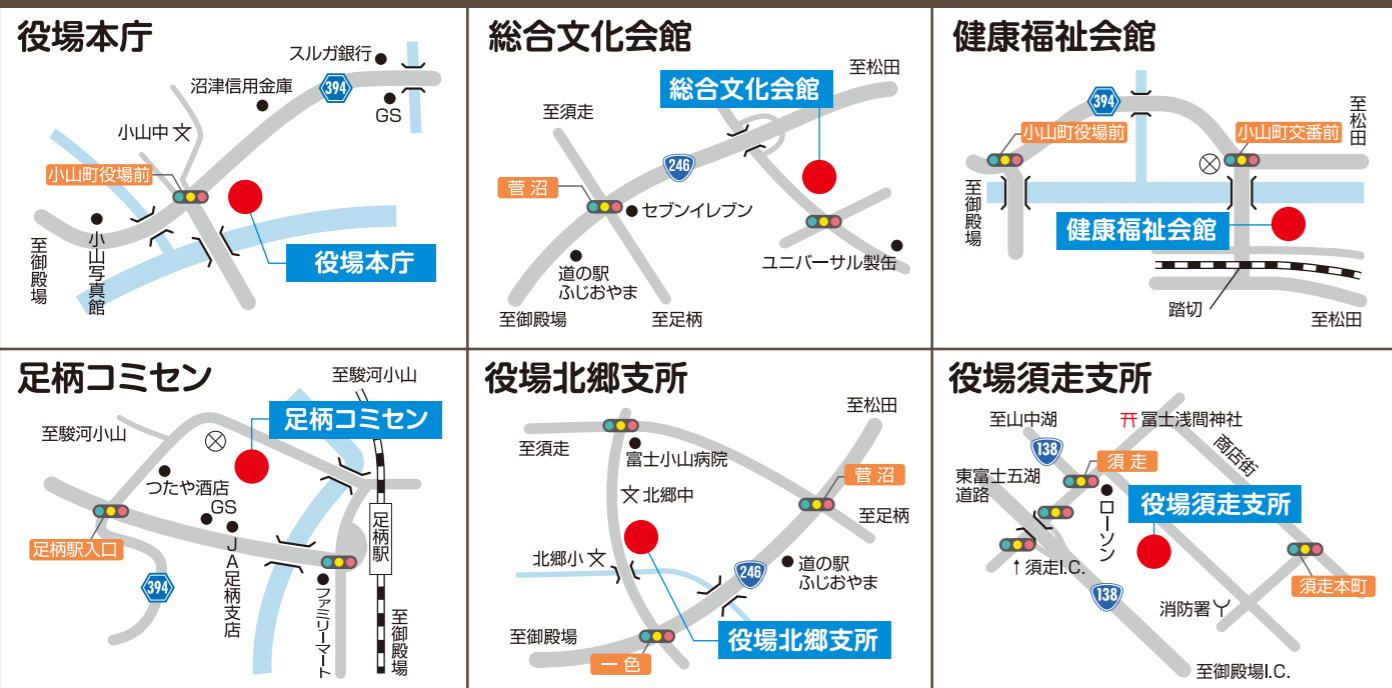 役場本庁
スルガ銀行
沼津信用金庫
394
GS
小山中
小山町役場前
小山写真館
至御殿場
役場本庁
総合文化会館
至松田
総合文化会館
至須走
246
菅沼
セブンイレブン
道の駅
ふじおやま
ユニバーサル製缶
至御殿場
至足柄
健康福祉会館
394
至松田
小山町役場前
小山町交番前
至御殿場
健康福祉会館
踏切
至松田
足柄コミセン
至駿河小山
足柄コミセン
至駿河小山
つたや酒店
GS
足柄駅入口
JA足柄支店
足柄駅
394
ファミリーマート
至御殿場
役場北郷支所
至松田
至須走
富士小山病院
菅沼
北郷中
至足柄
北郷小
246
道の駅
ふじおやま
至御殿場
役場北郷支所
一色
役場須走支所
至山中湖
冨士浅間神社
138
商店街
須走
東富士五湖
道路
ローソン
役場須走支所
↑須走I.C.
138
須走本町
消防署
至御殿場I.C.